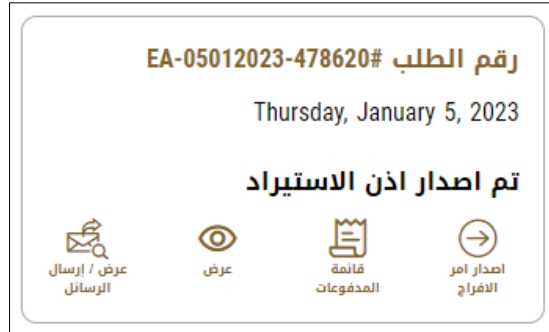 رقم الطلب #EA-05012023-478620
Thursday, January 5, 2023
تم اصدار اذن الاستيراد
اصدار امر
الافراج
قائمة
المدفوعات
عرض
عرض / إرسال
الرسائل